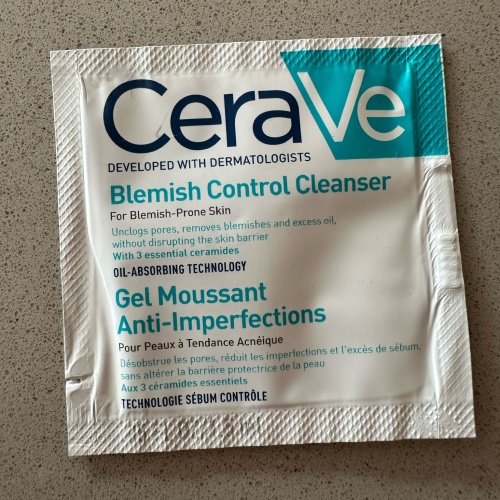 CeraVe
DEVELOPED WITH DERMATOLOGISTS
Blemish Control Cleanser
For Blemish-Prone Skin
Unclogs pores, removes blemishes and excess oil,
without disrupting the skin barrier
With 3 essential ceramides
OIL-ABSORBING TECHNOLOGY
Gel Moussant
Anti-Imperfections
Pour Peaux à Tendance Acnéique
Désobstrue les pores, réduit les imperfections et l'excès de sébum,
sans altérer la barrière protectrice de la peau
Aux 3 céramides essentiels
TECHNOLOGIE SÉBUM CONTRÔLE